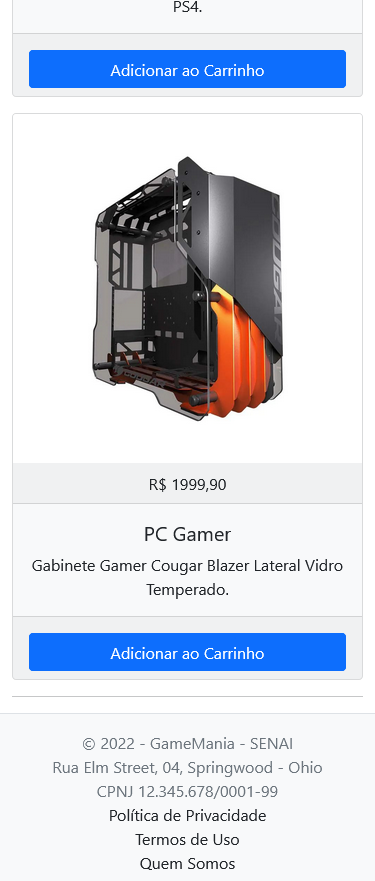 PS4.
Adicionar ao Carrinho
COUGAR
R$ 1999,90
PC Gamer
Gabinete Gamer Cougar Blazer Lateral Vidro
Temperado.
Adicionar ao Carrinho
© 2022 - GameMania - SENAI
Rua Elm Street, 04, Springwood - Ohio
CPNJ 12.345.678/0001-99
Política de Privacidade
Termos de Uso
Quem Somos